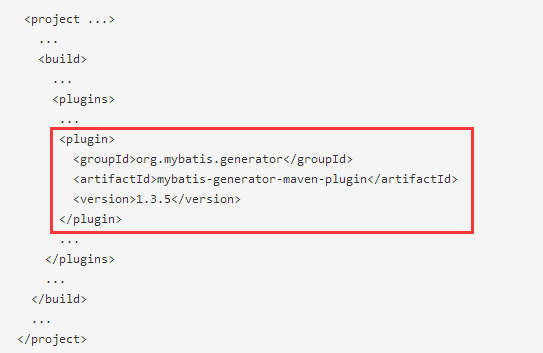 <project ...>
...
<build>
...
<plugins>
...
<plugin>
<groupId>org.mybatis.generator</groupId>
<artifactId>mybatis-generator-maven-plugin</artifactId>
<version>1.3.5</version>
</plugin>
...
</plugins>
...
</build>
...
</project>